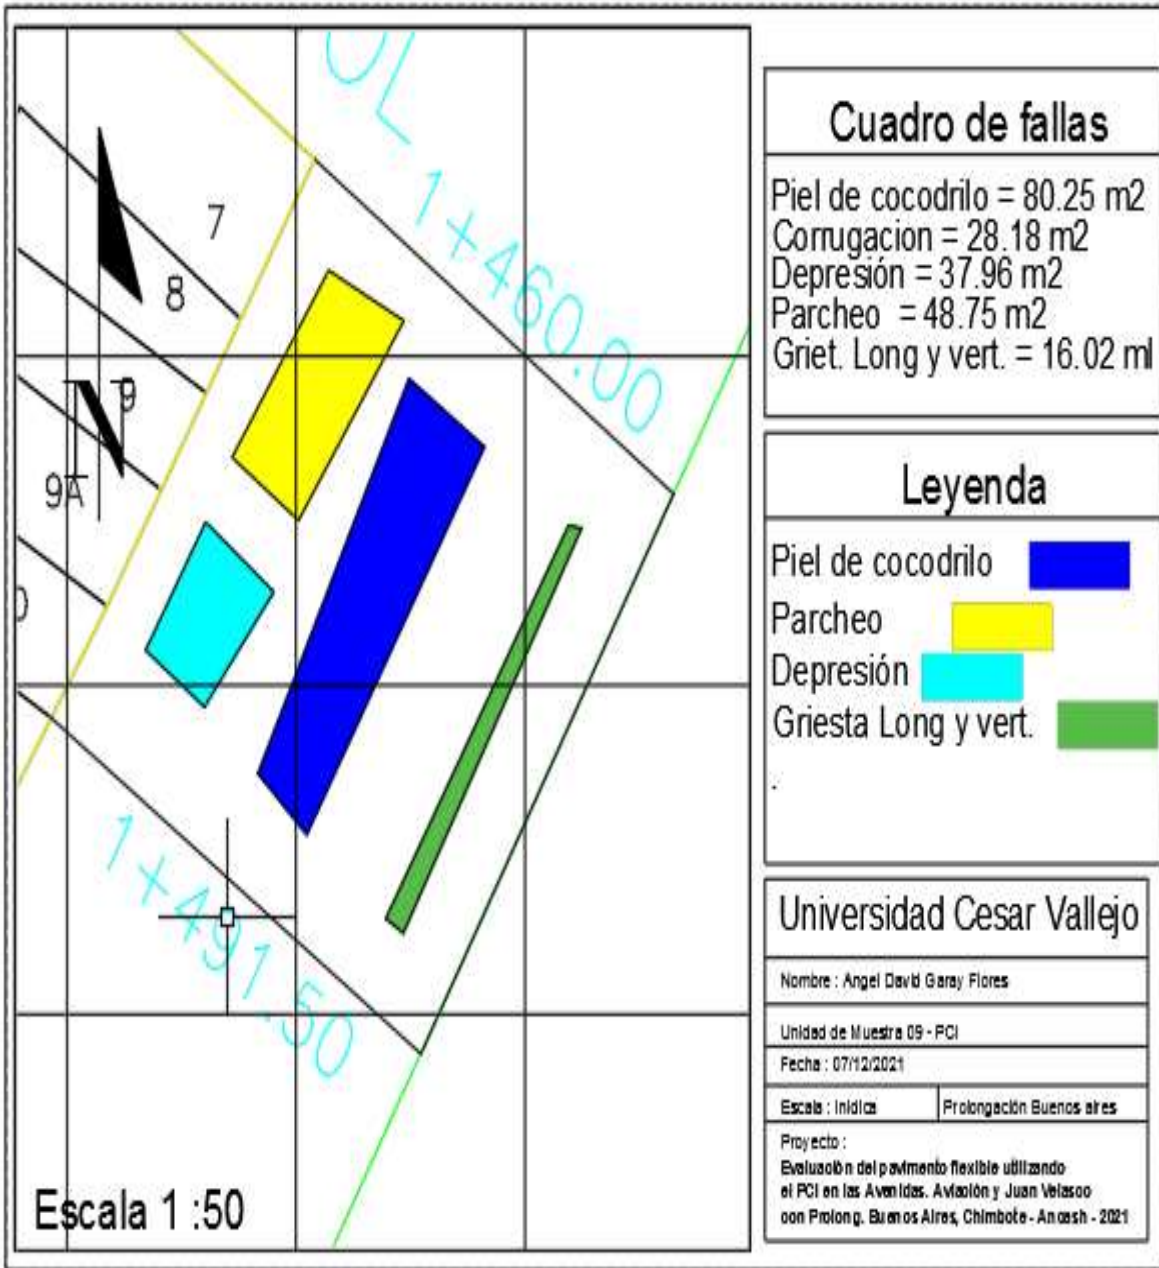 OL
1+460.00
7
8
9
N
9A
1+491.50
Escala 1 :50
Cuadro de fallas
Piel de cocodrilo = 80.25 m2
Corrugación = 28.18 m2
Depresión = 37.96 m2
Parcheo = 48.75 m2
Griet. Long y vert. = 16.02 ml
Leyenda
Piel de cocodrilo
Parcheo
Depresión
Griesta Long y vert.
.
Universidad Cesar Vallejo
Nombre : Angel David Garay Flores
Unidad de Muestra 09 - PCI
Fecha : 07/12/2021
Escala : Inidica
Prolongación Buenos aires
Proyecto :
Evaluación del pavimento flexible utilizando
el PCI en las Avenidas. Aviación y Juan Velasco
con Prolong. Buenos Aires, Chimbote - Ancash - 2021